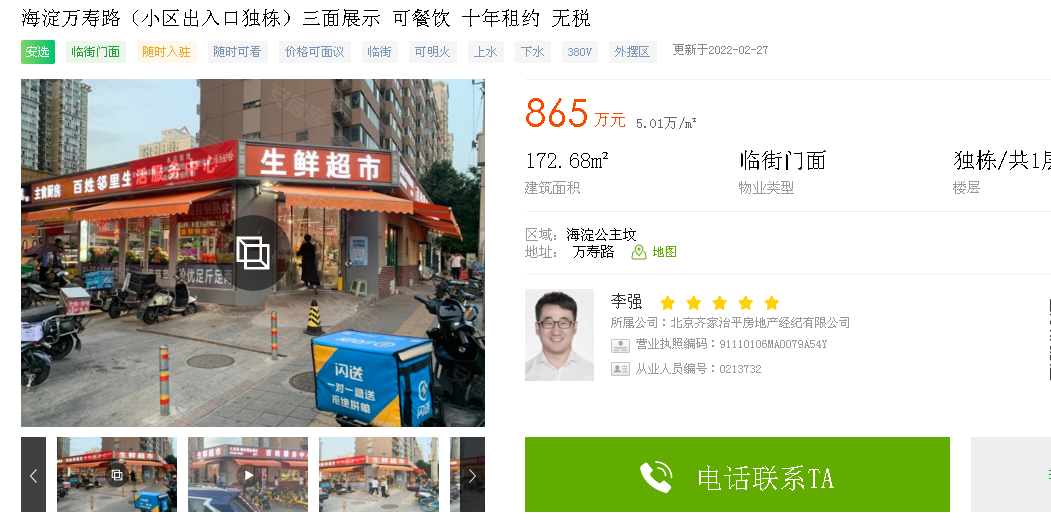 海淀万寿路（小区出入口独栋）三面展示 可餐饮 十年租约 无税
安选 临街门面 随时入驻 随时可看 价格可面议 临街 可明火 上水 下水 380V 外摆区 更新于2022-02-27
865 万元 5.01万/㎡
172.68㎡ 临街门面 独栋/共1层
建筑面积 物业类型 楼层
区域： 海淀公主坟
地址： 万寿路 地图
李强
所属公司：北京齐家治平房地产经纪有限公司
营业执照编码：91110106MA0079A54Y
从业人员编号：0213732
电话联系TA
生鲜超市
主食厨房 百姓邻里生
闪送
一对一急送
拒绝拼单
闪送